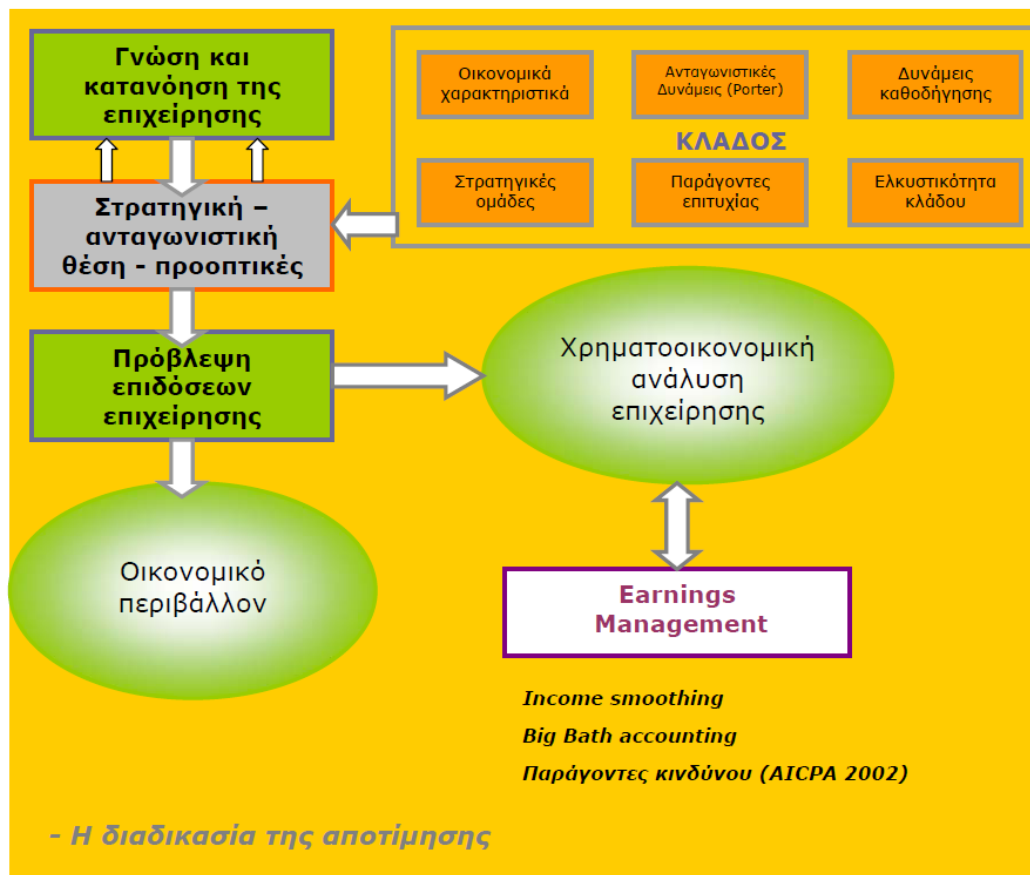 Γνώση και
κατανόηση της
επιχείρησης
Οικονομικά
χαρακτηριστικά
Ανταγωνιστικές
Δυνάμεις (Porter)
Δυνάμεις
καθοδήγησης
ΚΛΑΔΟΣ
Στρατηγικές
ομάδες
Παράγοντες
επιτυχίας
Ελκυστικότητα
κλάδου
Στρατηγική –
ανταγωνιστική
θέση - προοπτικές
Πρόβλεψη
επιδόσεων
επιχείρησης
Χρηματοοικονομική
ανάλυση
επιχείρησης
Οικονομικό
περιβάλλον
Earnings
Management
Income smoothing
Big Bath accounting
Παράγοντες κινδύνου (AICPA 2002)
- Η διαδικασία της αποτίμησης